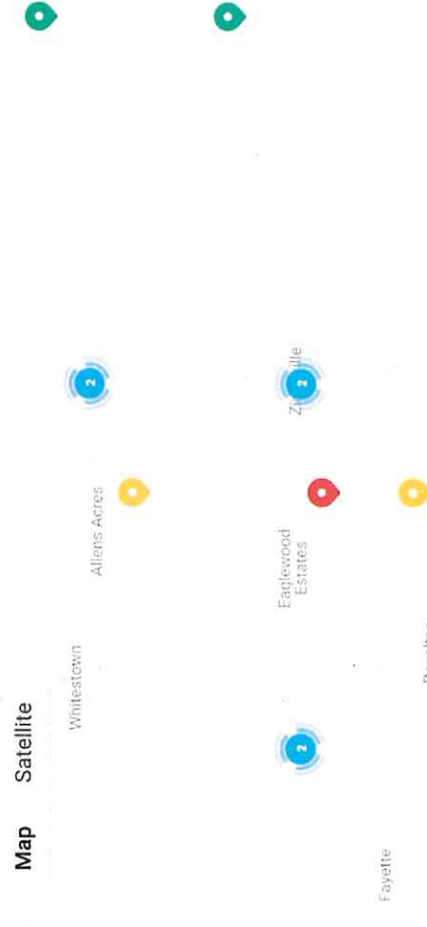 Map
Satellite
Whitestown
Allens Acres
2
Fayette
2
Eaglewood
Estates
2